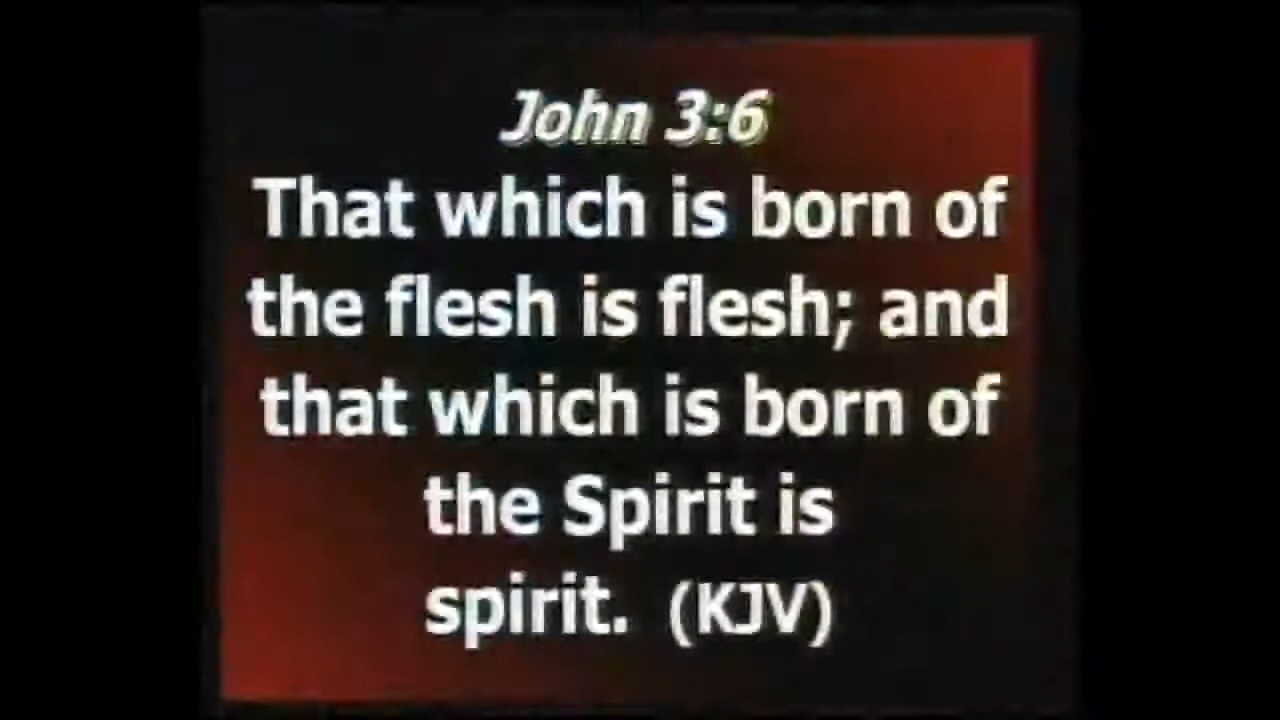 John 3:6
That which is born of
the flesh is flesh; and
that which is born of
the Spirit is
spirit. (KJV)